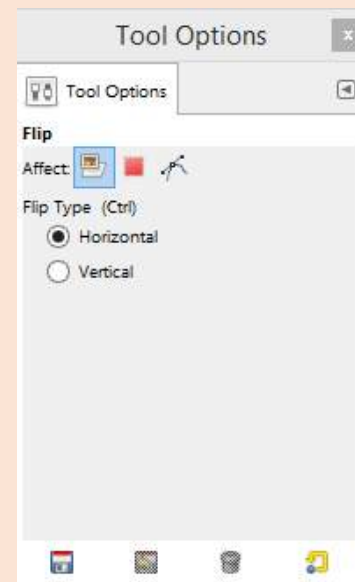 Tool Options
x
Tool Options
Flip
Affect:
Flip Type (Ctrl)
Horizontal
Vertical